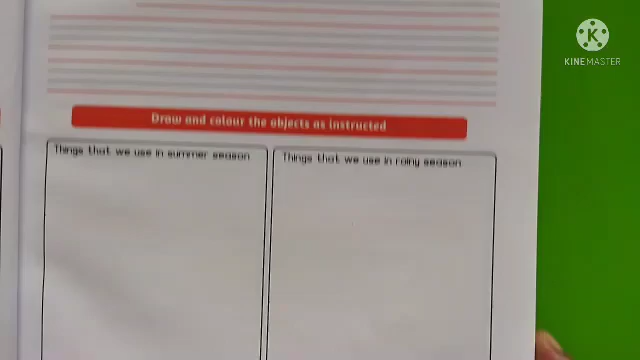 KINEMASTER
Draw and colour the objects as instructed
Things that we use in summer season
Things that we use in rainy season